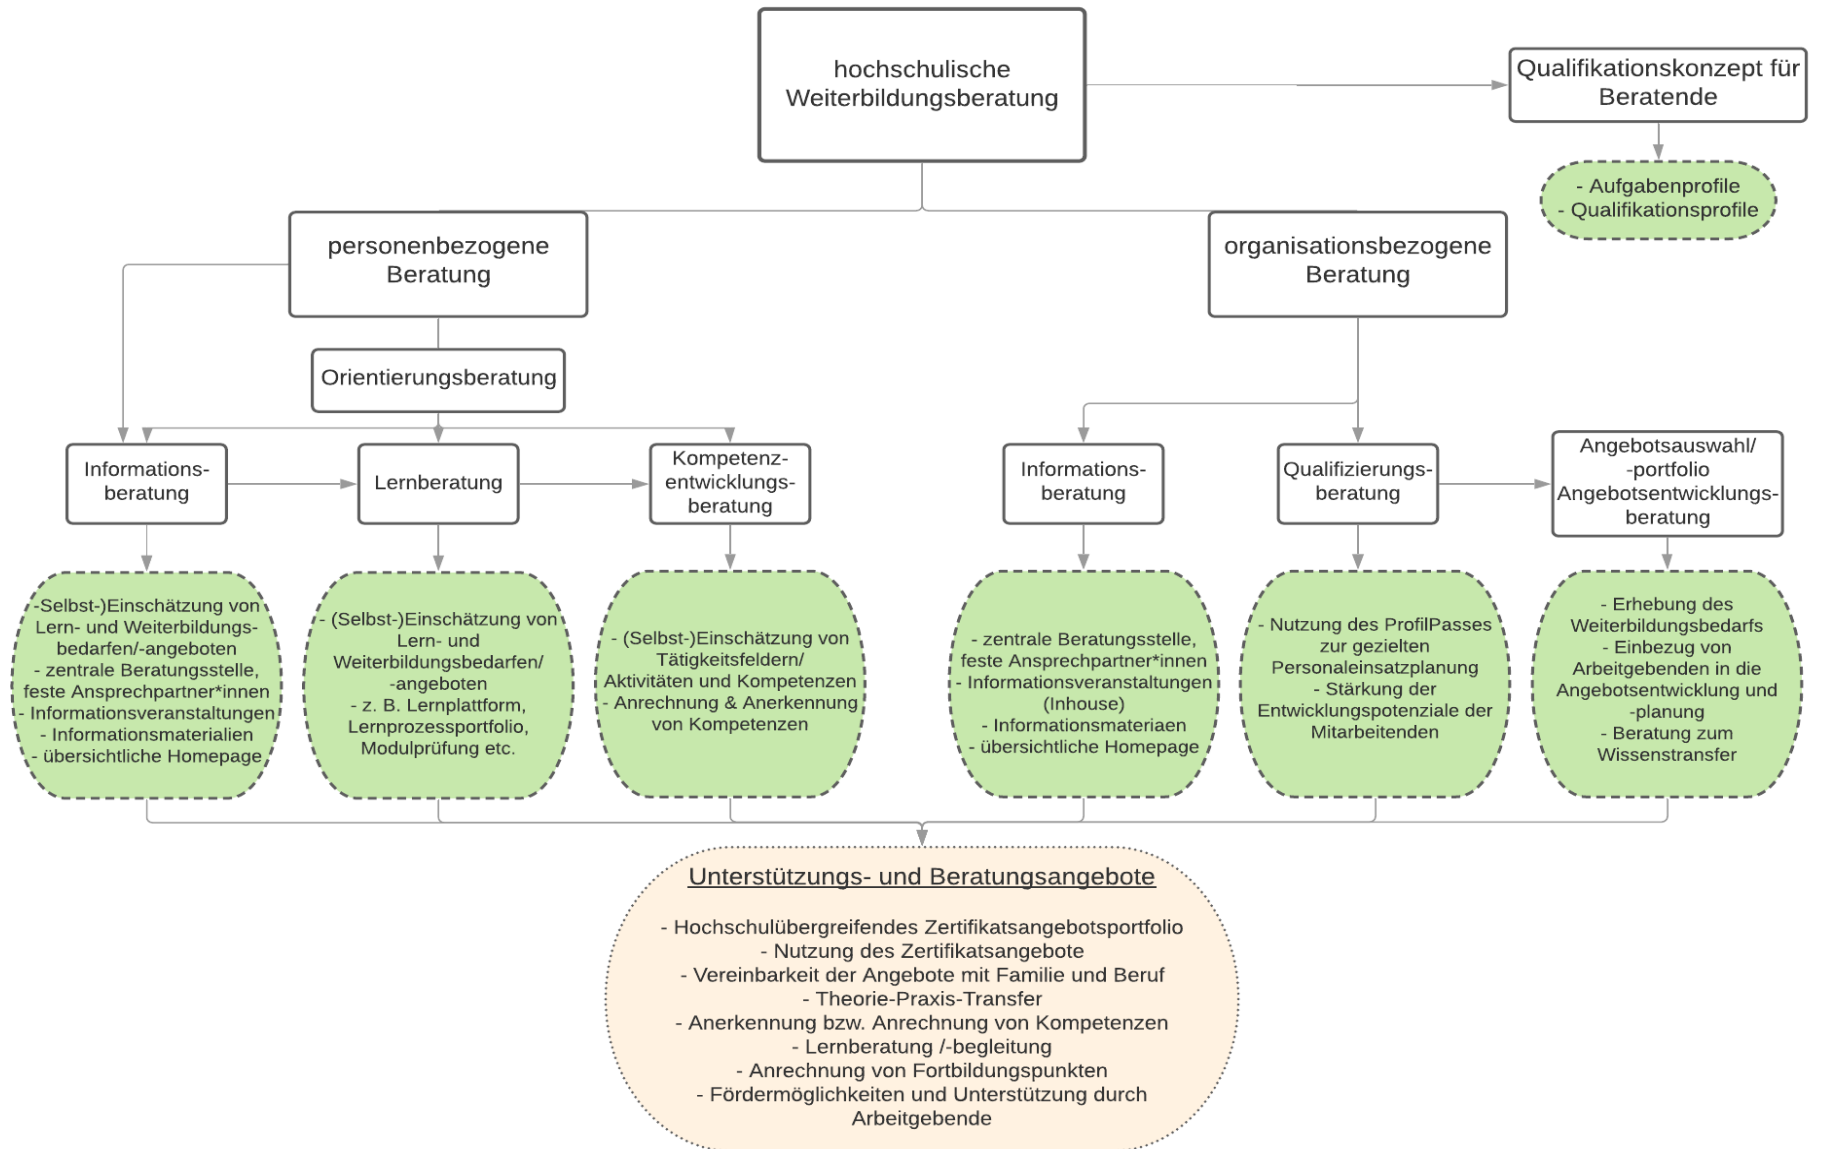 hochschulische
Weiterbildungsberatung
Qualifikationskonzept für
Beratende
- Aufgabenprofile
- Qualifikationsprofile
personenbezogene
Beratung
organisationsbezogene
Beratung
Orientierungsberatung
Informations-
beratung
Lernberatung
Kompetenz-
entwicklungs-
beratung
Informations-
beratung
Qualifizierungs-
beratung
Angebotsauswahl/
-portfolio
Angebotsentwicklungs-
beratung
-Selbst-)Einschätzung von
Lern- und Weiterbildungs-
bedarfen/-angeboten
- zentrale Beratungsstelle,
feste Ansprechpartner*innen
- Informationsveranstaltungen
- Informationsmaterialien
- übersichtliche Homepage
- (Selbst-)Einschätzung von
Lern- und
Weiterbildungsbedarfen/
-angeboten
- z. B. Lernplattform,
Lernprozessportfolio,
Modulprüfung etc.
- (Selbst-)Einschätzung von
Tätigkeitsfeldern/
Aktivitäten und Kompetenzen
- Anrechnung & Anerkennung
von Kompetenzen
- zentrale Beratungsstelle,
feste Ansprechpartner*innen
- Informationsveranstaltungen
(Inhouse)
- Informationsmateriaen
- übersichtliche Homepage
- Nutzung des ProfilPasses
zur gezielten
Personaleinsatzplanung
- Stärkung der
Entwicklungspotenziale der
Mitarbeitenden
- Erhebung des
Weiterbildungsbedarfs
- Einbezug von
Arbeitgebenden in die
Angebotsentwicklung und
-planung
- Beratung zum
Wissenstransfer
Unterstützungs- und Beratungsangebote
- Hochschulübergreifendes Zertifikatsangebotsportfolio
- Nutzung des Zertifikatsangebote
- Vereinbarkeit der Angebote mit Familie und Beruf
- Theorie-Praxis-Transfer
- Anerkennung bzw. Anrechnung von Kompetenzen
- Lernberatung /-begleitung
- Anrechnung von Fortbildungspunkten
- Fördermöglichkeiten und Unterstützung durch
Arbeitgebende